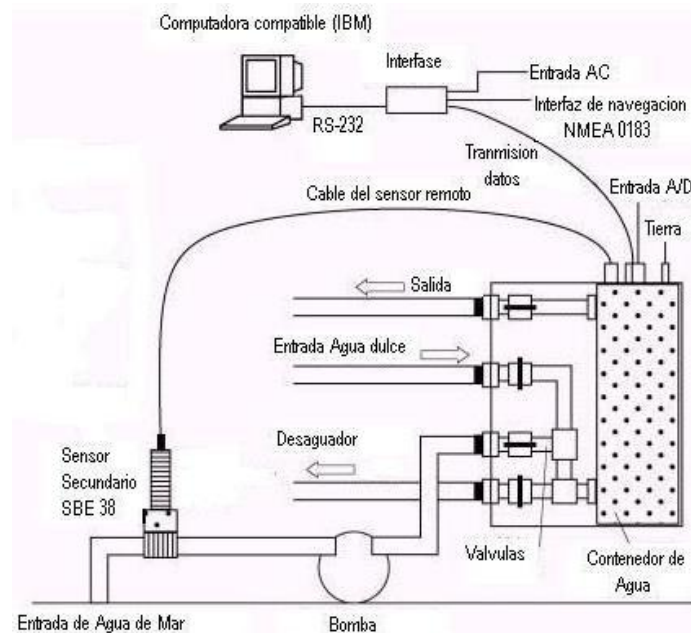 Computadora compatible (IBM)
Interfase
Entrada AC
Interfaz de navegacion
NMEA 0183
RS-232
Tranmision
datos
Entrada A/D
Cable del sensor remoto
Tierra
Salida
Entrada Agua dulce
Desaguador
Sensor
Secundario
SBE 38
Valvulas
Contenedor de
Agua
Entrada de Agua de Mar
Bomba